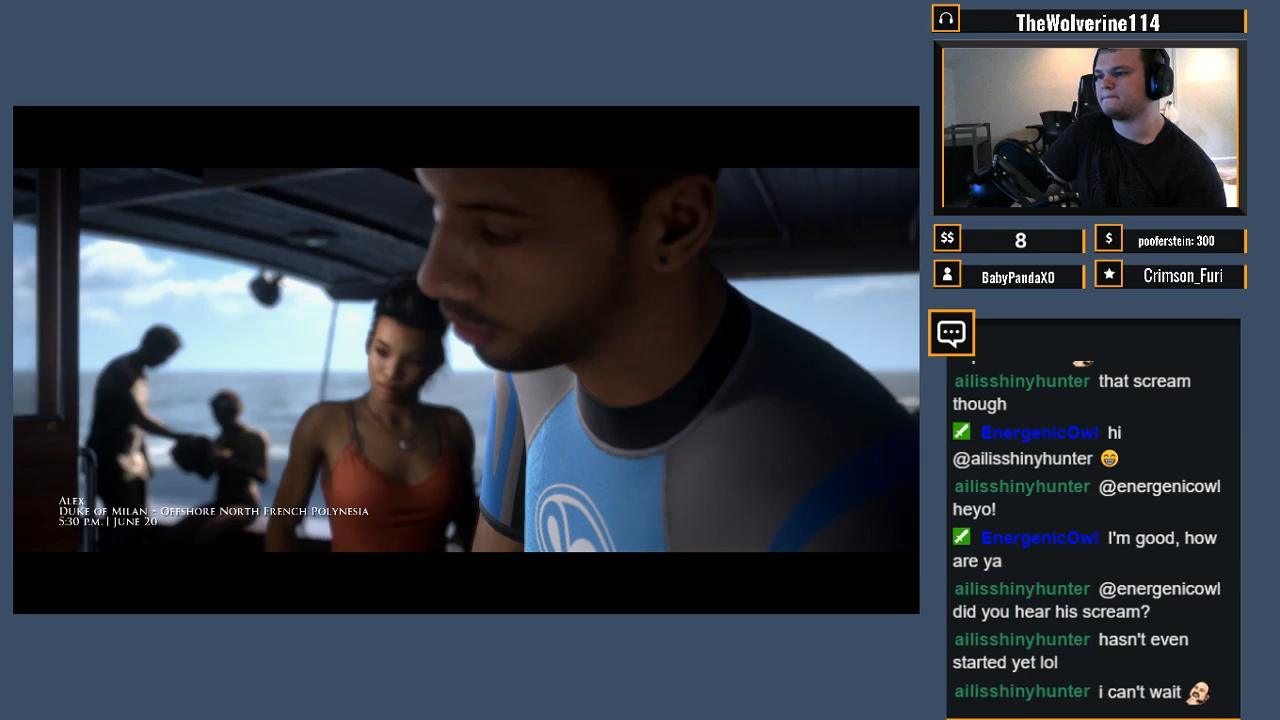 TheWolverine114
$$
8
$
pooferstein: 300
BabyPandaXO
Crimson_Furi
ailisshinyhunter that scream
though
EnergenicOwl hi
@ailisshinyhunter
ailisshinyhunter @energenicowl
heyo!
EnergenicOwl I'm good, how
are ya
ailisshinyhunter @energenicowl
did you hear his scream?
ailisshinyhunter hasn't even
started yet lol
ailisshinyhunter i can't wait
Alex
Duke of Milan - Offshore North French Polynesia
5:30 p.m. | June 20